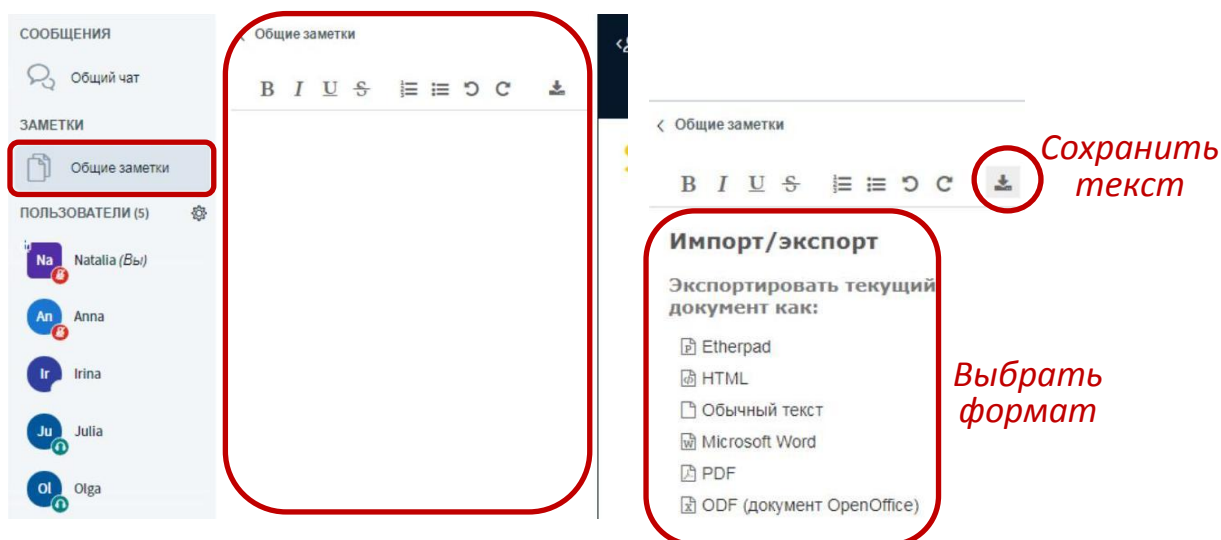 СООБЩЕНИЯ
Общий чат
ЗАМЕТКИ
Общие заметки
ПОЛЬЗОВАТЕЛИ (5)
Na Natalia (Вы)
An Anna
Ir Irina
Ju Julia
Ol Olga
Общие заметки
B I U S
Общие заметки
B I U S
Сохранить
текст
Импорт/экспорт
Экспортировать текущий
документ как:
Etherpad
HTML
Обычный текст
Microsoft Word
PDF
ODF (документ OpenOffice)
Выбрать
формат